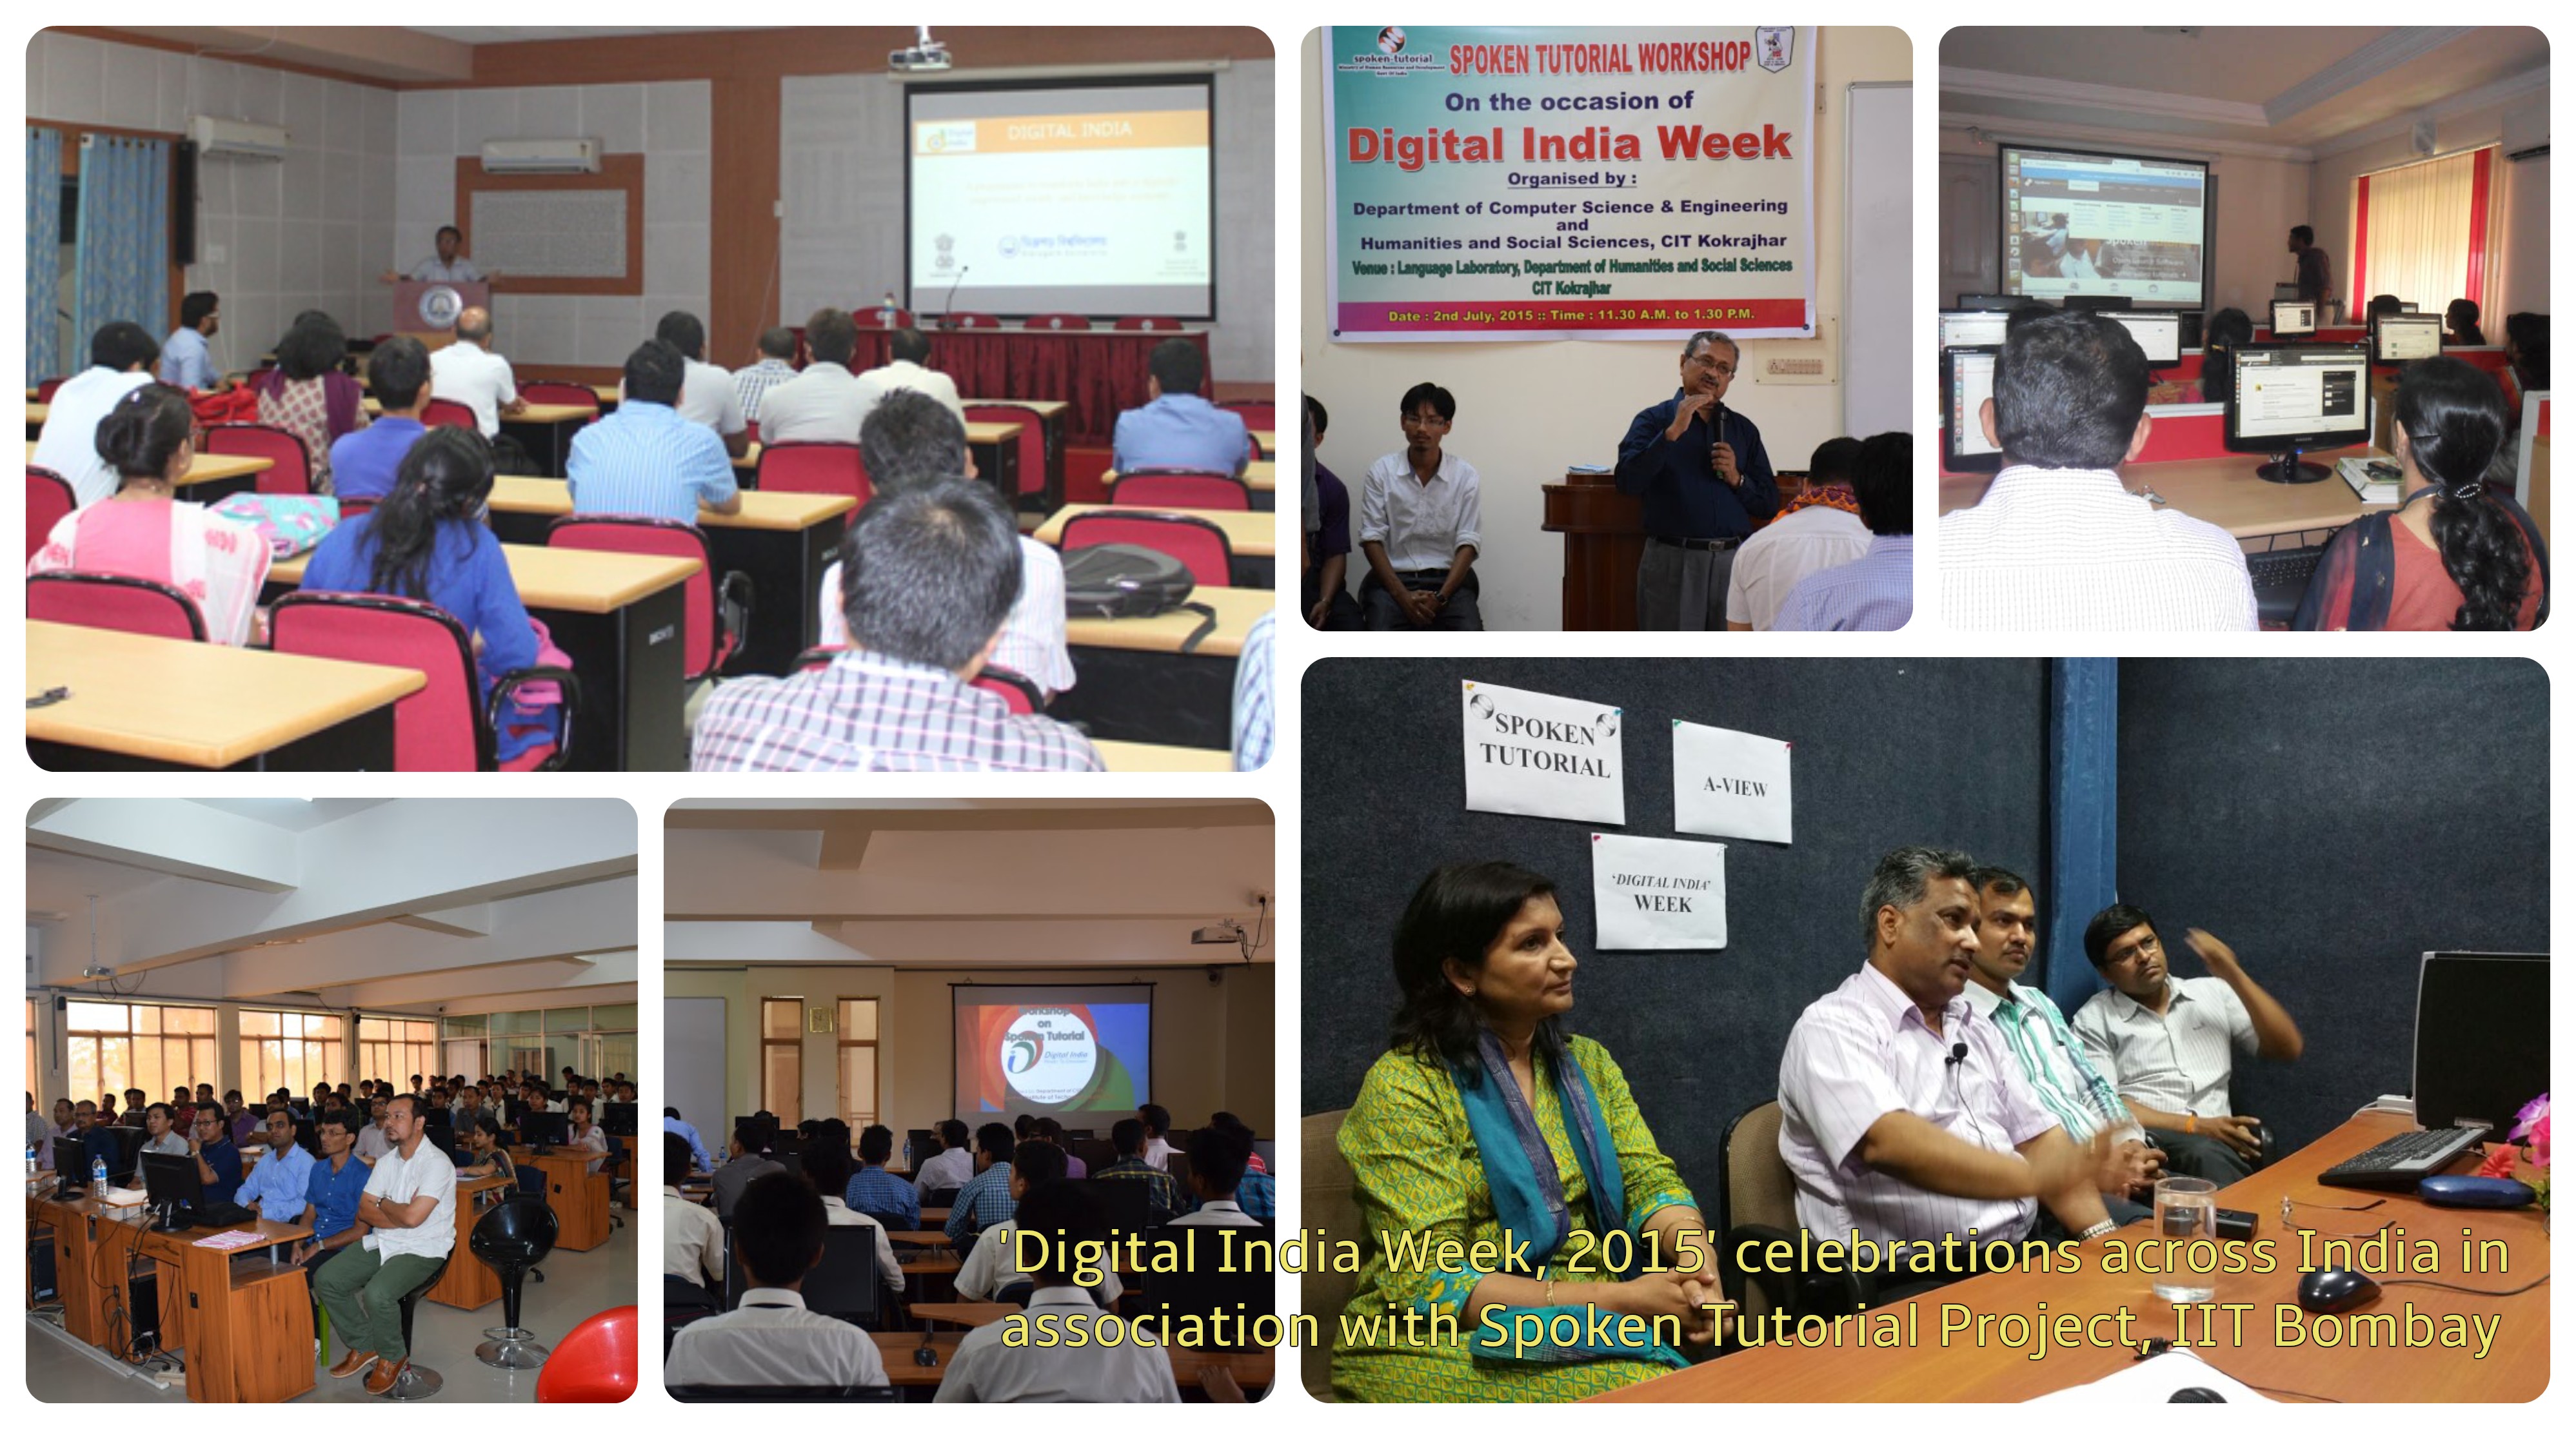 DIGITAL INDIA
spoken-tutorial
SPOKEN TUTORIAL WORKSHOP
On the occasion of
Digital India Week
Organised by :
Department of Computer Science & Engineering
and
Humanities and Social Sciences, CIT Kokrajhar
Venue : Language Laboratory, Department of Humanities and Social Sciences
CIT Kokrajhar
Date : 2nd July, 2015 :: Time : 11.30 A.M. to 1.30 P.M.
Workshop
on
Spoken Tutorial
Digital India
SPOKEN
TUTORIAL
A-VIEW
'DIGITAL INDIA'
WEEK
'Digital India Week, 2015' celebrations across India in
association with Spoken Tutorial Project, IIT Bombay